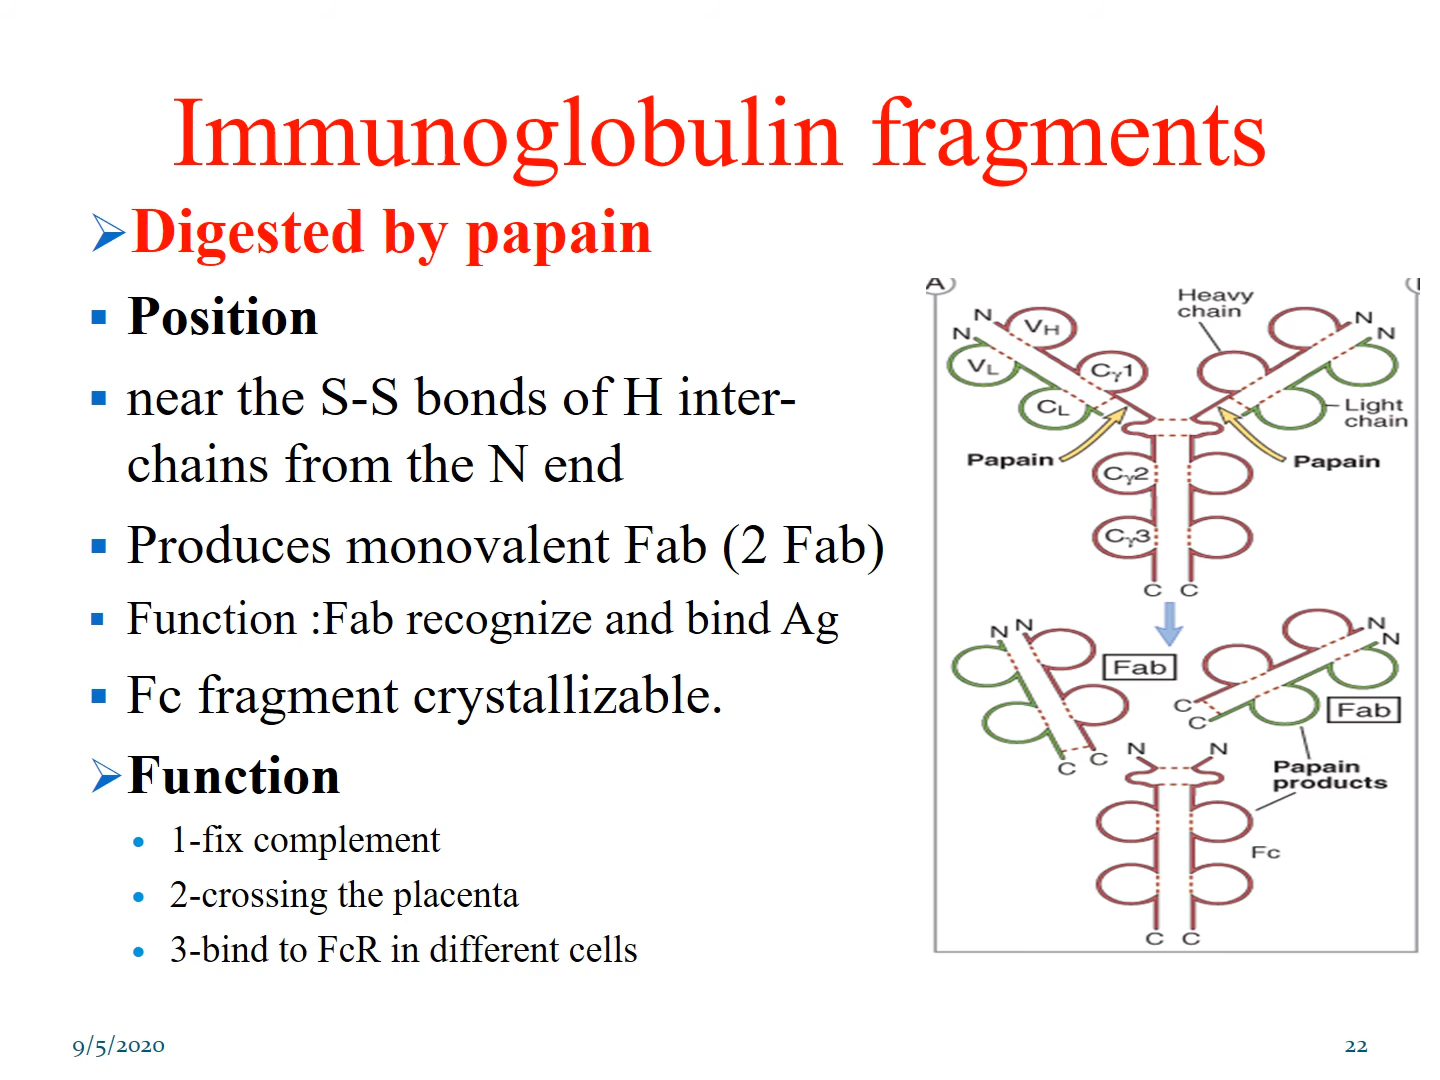 Immunoglobulin fragments
Digested by papain
Position
near the S-S bonds of H inter-
chains from the N end
Produces monovalent Fab (2 Fab)
Function :Fab recognize and bind Ag
Fc fragment crystallizable.
Function
1-fix complement
2-crossing the placenta
3-bind to FcR in different cells
A
Heavy
chain
N
N
VH
VL
Cγ1
CL
N
N
Light
chain
Papain
Papain
Cγ2
Cγ3
C C
N N
Fab
N
N
C
C
Fab
C C
N N
Papain
products
Fc
C C
9/5/2020
22